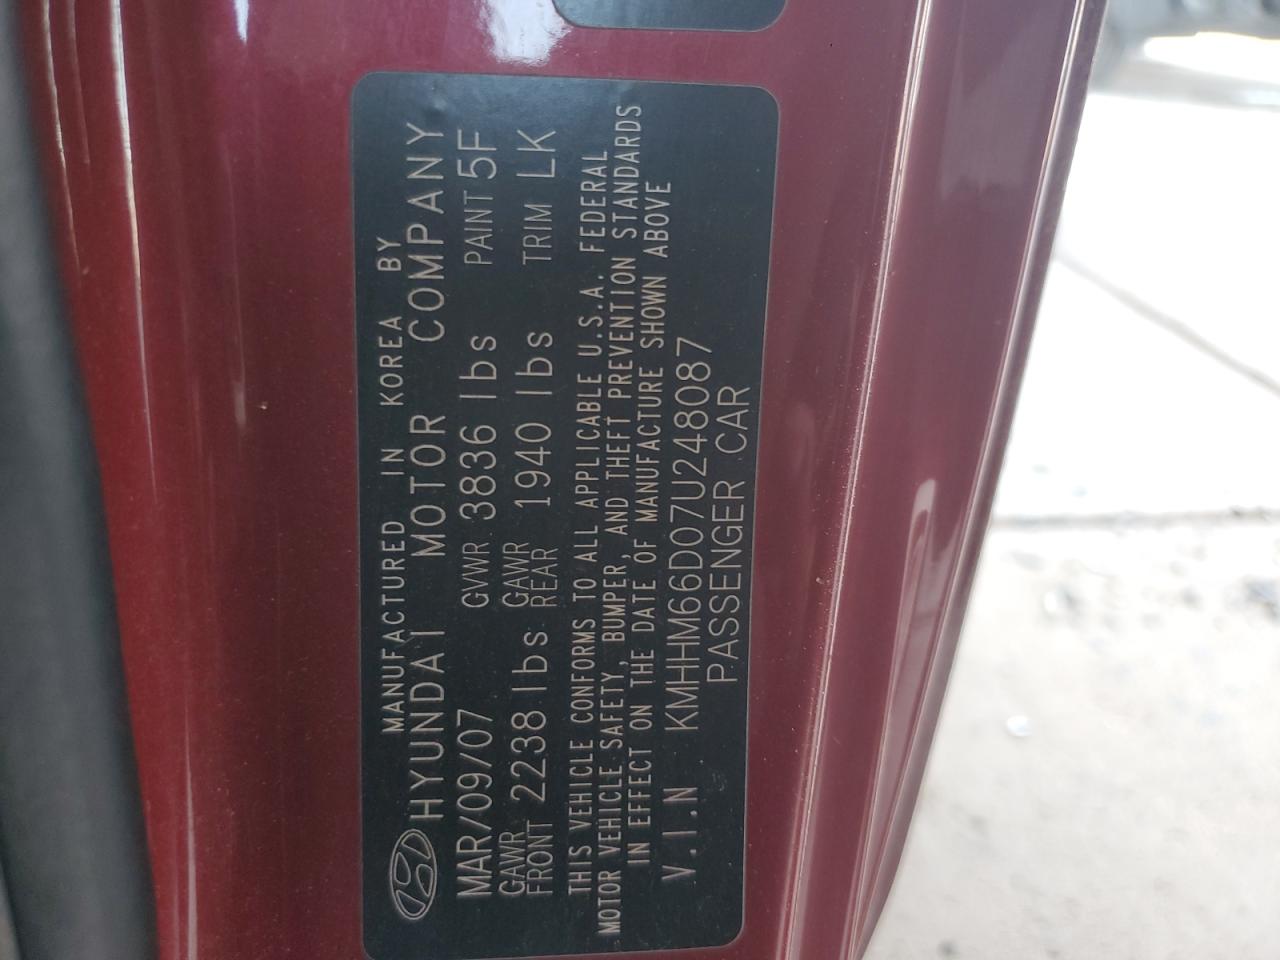 MANUFACTURED IN KOREA BY
HYUNDAI MOTOR COMPANY
MAR/09/07 GVWR 3836 lbs PAINT 5F
GAWR FRONT 2238 lbs GAWR REAR 1940 lbs TRIM LK
THIS VEHICLE CONFORMS TO ALL APPLICABLE U.S.A. FEDERAL
MOTOR VEHICLE SAFETY, BUMPER, AND THEFT PREVENTION STANDARDS
IN EFFECT ON THE DATE OF MANUFACTURE SHOWN ABOVE
V.I.N KMHHM66D07U248087
PASSENGER CAR